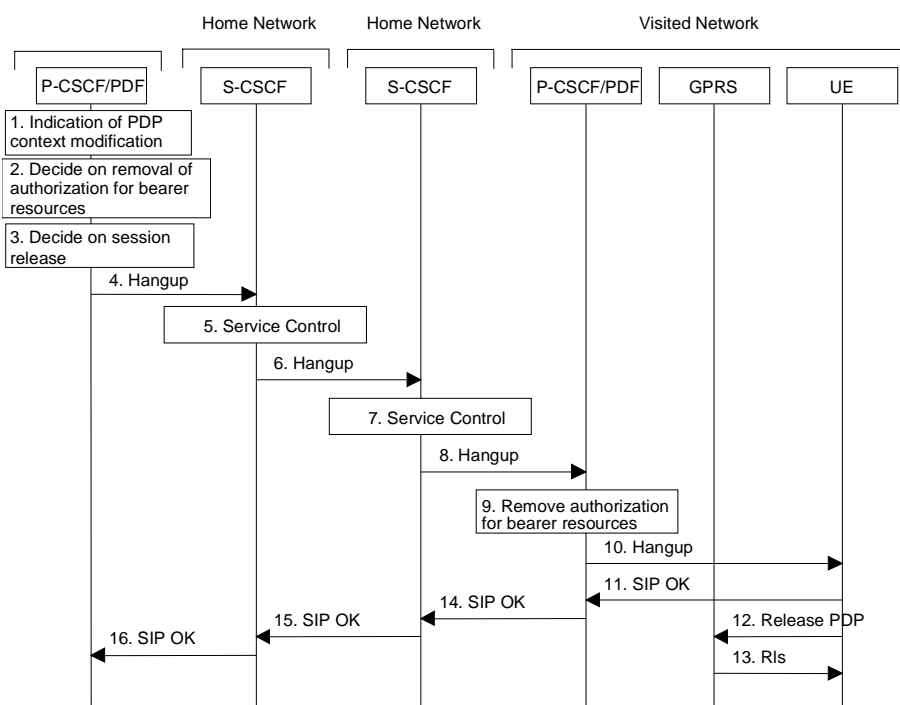 Home Network
Home Network
Visited Network
P-CSCF/PDF
S-CSCF
S-CSCF
P-CSCF/PDF
GPRS
UE
1. Indication of PDP
context modification
2. Decide on removal of
authorization for bearer
resources
3. Decide on session
release
4. Hangup
5. Service Control
6. Hangup
7. Service Control
8. Hangup
9. Remove authorization
for bearer resources
10. Hangup
11. SIP OK
14. SIP OK
12. Release PDP
15. SIP OK
16. SIP OK
13. Rls